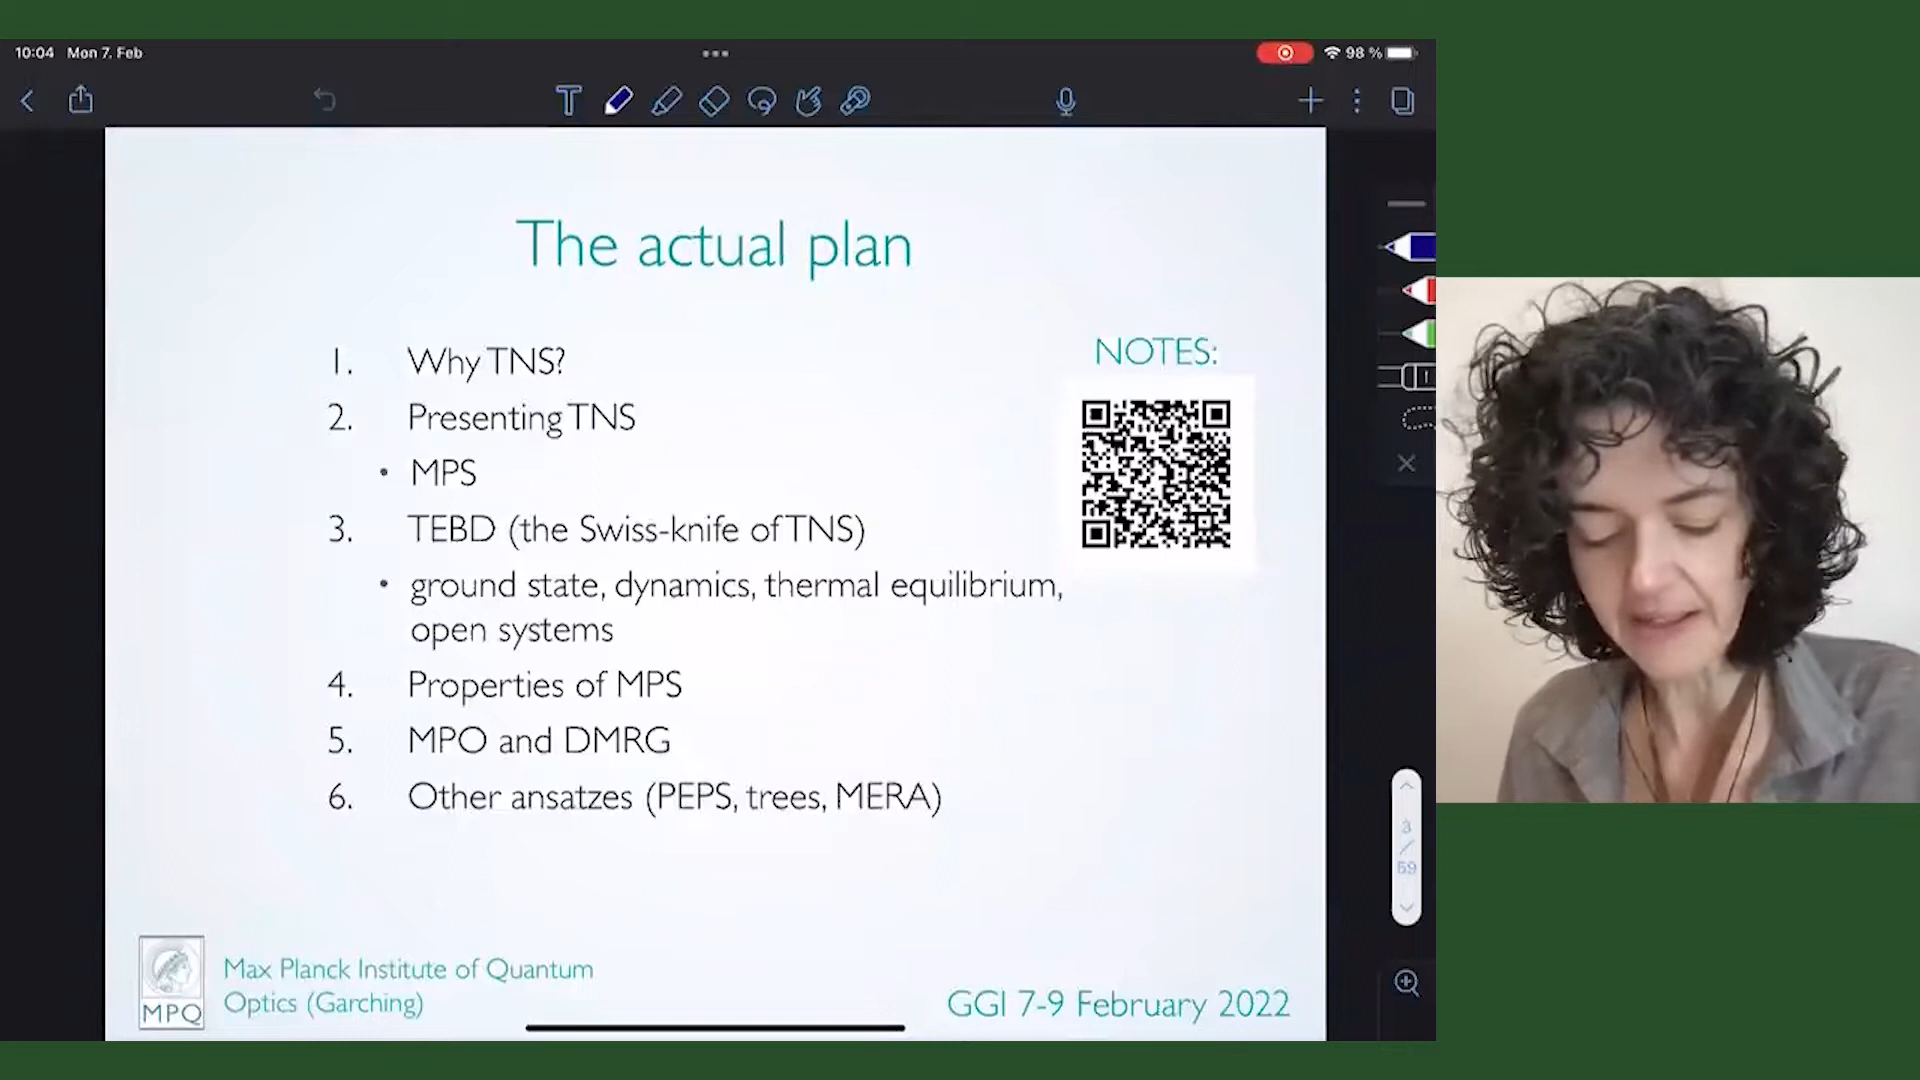 10:04 Mon 7. Feb
98 %
The actual plan
NOTES:
1. Why TNS?
2. Presenting TNS
• MPS
3. TEBD (the Swiss-knife of TNS)
• ground state, dynamics, thermal equilibrium,
open systems
4. Properties of MPS
5. MPO and DMRG
6. Other ansatzes (PEPS, trees, MERA)
3
/
59
MPQ
Max Planck Institute of Quantum
Optics (Garching)
GGI 7-9 February 2022